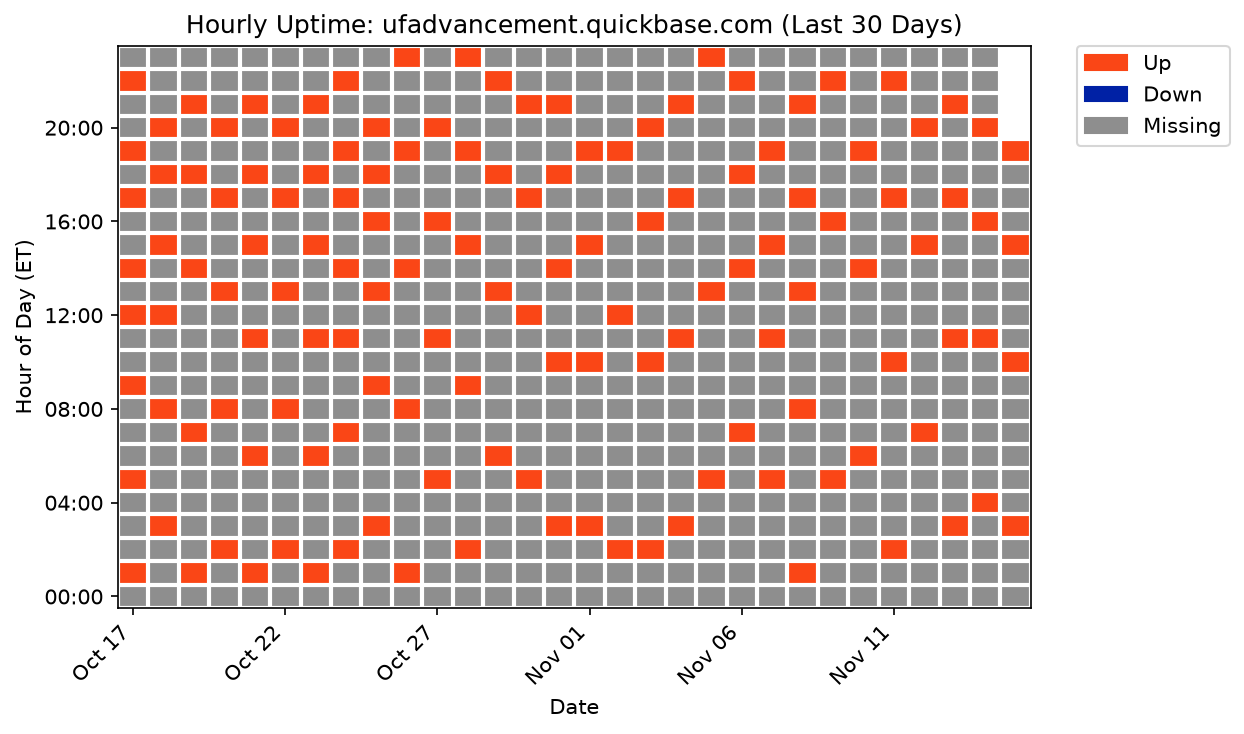 Hourly Uptime: ufadvancement.quickbase.com (Last 30 Days)
Up
Down
Missing
20:00
16:00
12:00
08:00
04:00
00:00
Hour of Day (ET)
Oct 17
Oct 22
Oct 27
Nov 01
Nov 06
Nov 11
Date